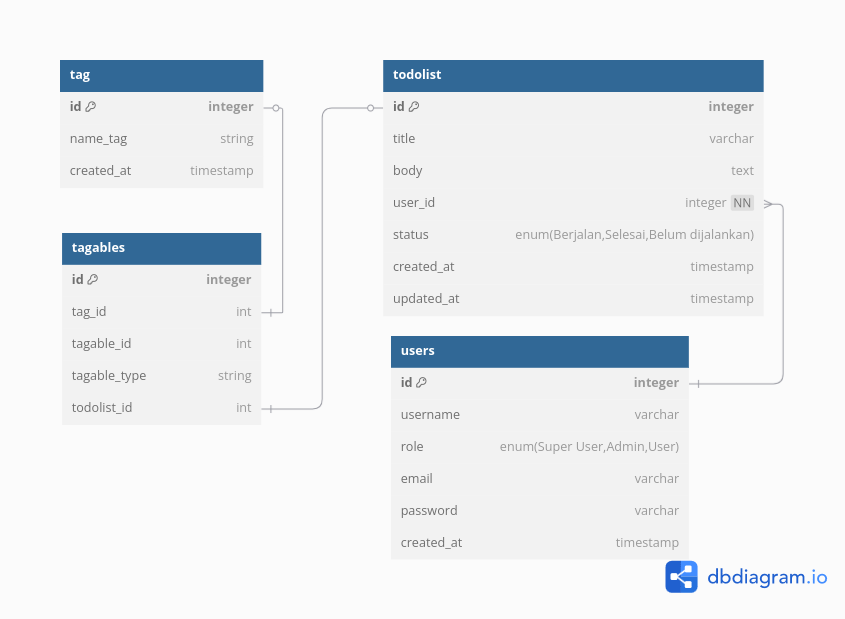 tag
id integer
name_tag string
created_at timestamp
tagables
id integer
tag_id int
tagable_id int
tagable_type string
todolist_id int
todolist
id integer
title varchar
body text
user_id integer NN
status enum(Berjalan,Selesai,Belum dijalankan)
created_at timestamp
updated_at timestamp
users
id integer
username varchar
role enum(Super User,Admin,User)
email varchar
password varchar
created_at timestamp
dbdiagram.io